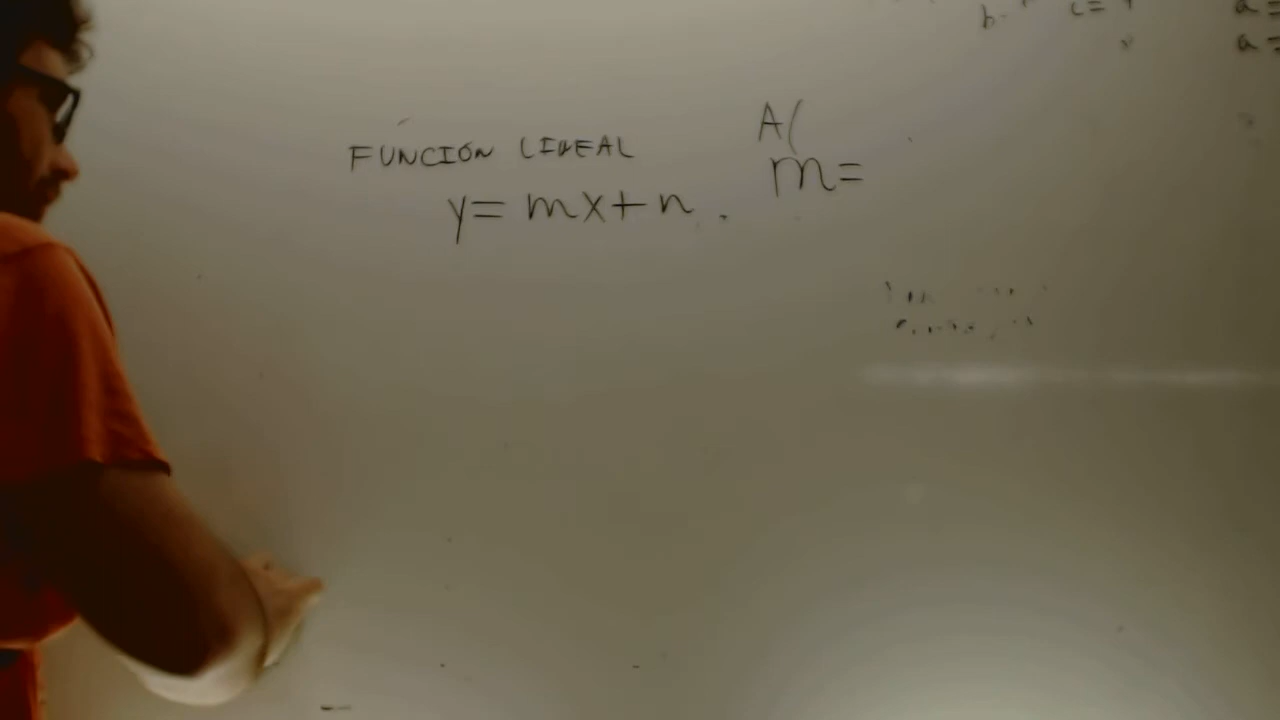 FUNCIÓN LINEAL
y= mx+n.
A(
m=
c=
a=
a=